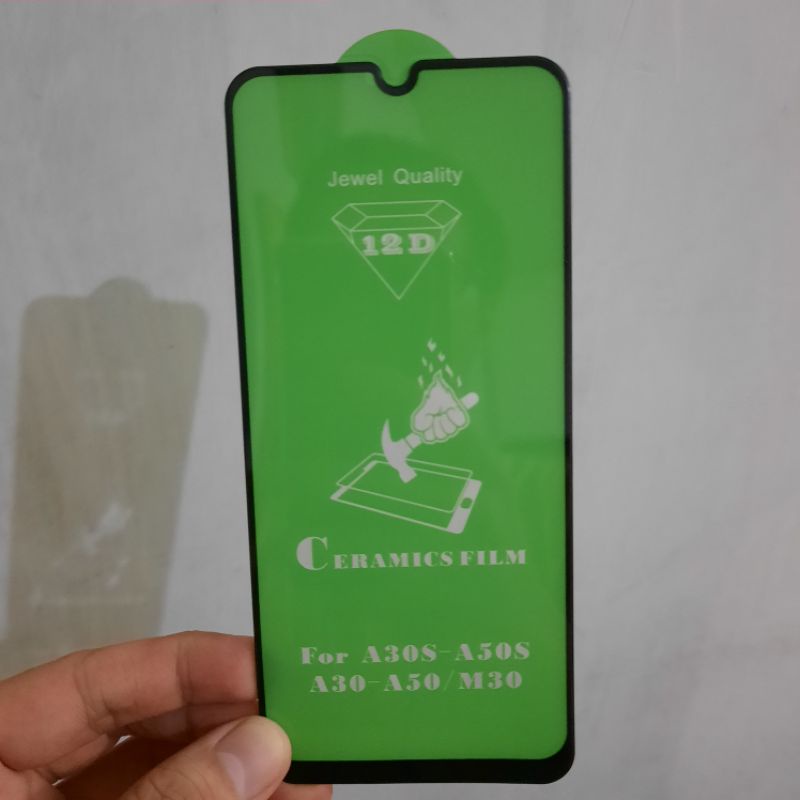 Jewel Quality
12D
CERAMICS FILM
For A30S-A50S
A30-A50/M30